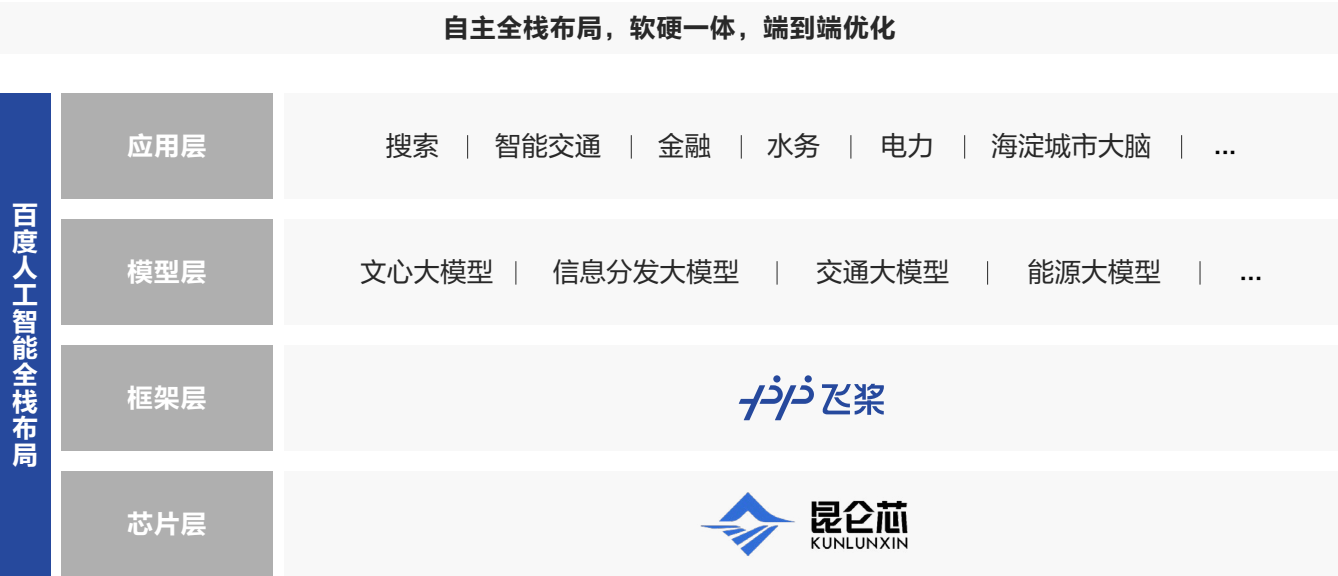 自主全栈布局，软硬一体，端到端优化
百度人工智能全栈布局
应用层
搜索 | 智能交通 | 金融 | 水务 | 电力 | 海淀城市大脑 | ...
模型层
文心大模型 | 信息分发大模型 | 交通大模型 | 能源大模型 | ...
框架层
飞桨
芯片层
昆仑芯
KUNLUNXIN